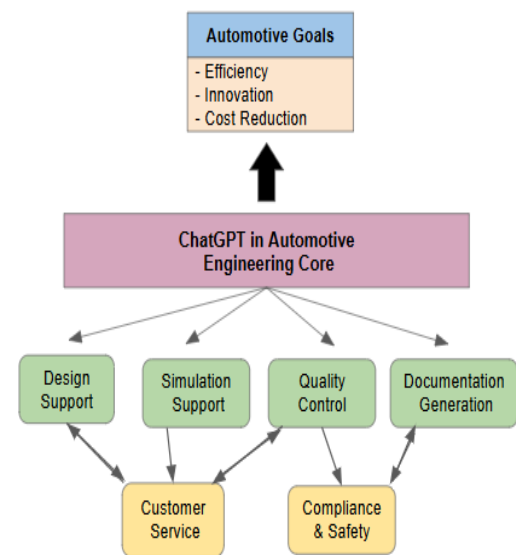 Automotive Goals
- Efficiency
- Innovation
- Cost Reduction
ChatGPT in Automotive
Engineering Core
Design
Support
Simulation
Support
Quality
Control
Documentation
Generation
Customer
Service
Compliance
& Safety